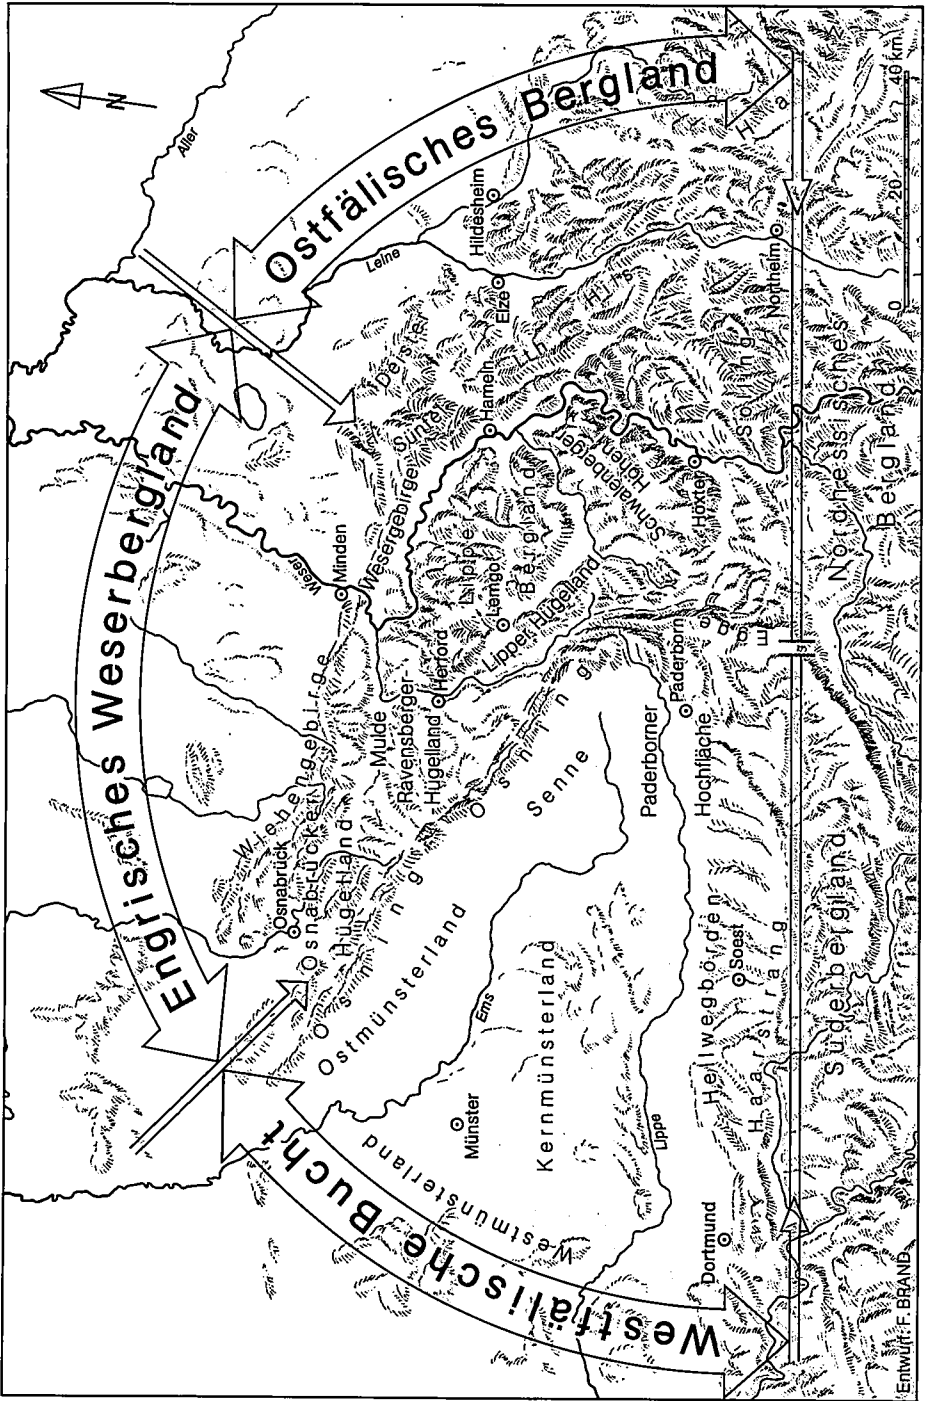 Westfälische Bucht
Engrisches Weserbergland
Ostfälisches Bergland
N
Aller
Leine
Weser
Ems
Lippe
Osnabrück
Wiehengebirge
Osnabrücker
Hügelland
Osning
Minden
Wesergebirge
Süntel
Deister
Mulde
Ravensberger-
Hügelland
Herford
Osning
Senne
Ostmünsterland
Westmünsterland
Münster
Kernmünsterland
Lippe
Bergland
Lemgo
Lipper Hügelland
Hameln
Ith
Hils
Elze
Hildesheim
Schwalenberger
Höhen
Höxter
Solling
Northeim
Ha
Paderborner
Hochfläche
Paderborn
Egge
Dortmund
Soest
Hellwegbörden
Haarstrang
Süderbergland
Nordhessisches
Bergland
0 20 40 km
Entwurf: F. BRAND